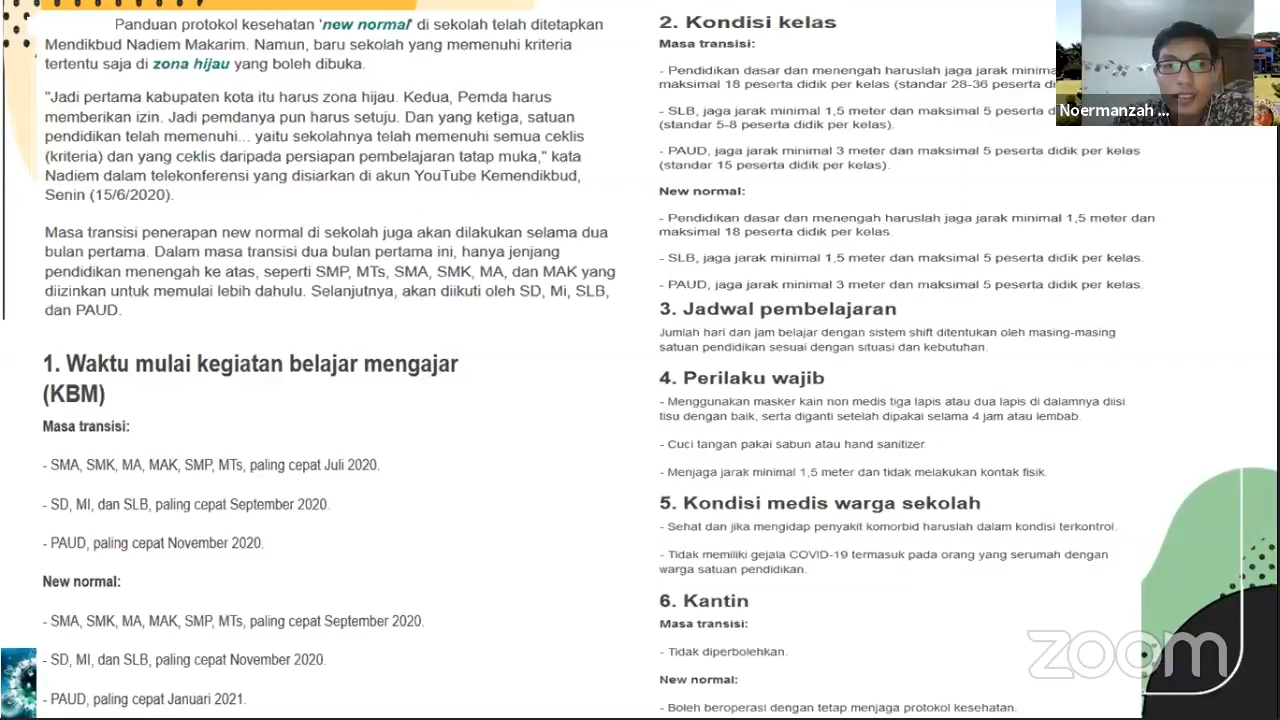 Panduan protokol kesehatan 'new normal' di sekolah telah ditetapkan
Mendikbud Nadiem Makarim. Namun, baru sekolah yang memenuhi kriteria
tertentu saja di zona hijau yang boleh dibuka.
"Jadi pertama kabupaten kota itu harus zona hijau. Kedua, Pemda harus
memberikan izin. Jadi pemdanya pun harus setuju. Dan yang ketiga, satuan
pendidikan telah memenuhi... yaitu sekolahnya telah memenuhi semua ceklis
(kriteria) dan yang ceklis daripada persiapan pembelajaran tatap muka," kata
Nadiem dalam telekonferensi yang disiarkan di akun YouTube Kemendikbud,
Senin (15/6/2020).
Masa transisi penerapan new normal di sekolah juga akan dilakukan selama dua
bulan pertama. Dalam masa transisi dua bulan pertama ini, hanya jenjang
pendidikan menengah ke atas, seperti SMP, MTs, SMA, SMK, MA, dan MAK yang
diizinkan untuk memulai lebih dahulu. Selanjutnya, akan diikuti oleh SD, Mi, SLB,
dan PAUD.
1. Waktu mulai kegiatan belajar mengajar
(KBM)
Masa transisi:
- SMA, SMK, MA, MAK, SMP, MTs, paling cepat Juli 2020.
- SD, MI, dan SLB, paling cepat September 2020.
- PAUD, paling cepat November 2020.
New normal:
- SMA, SMK, MA, MAK, SMP, MTs, paling cepat September 2020.
- SD, MI, dan SLB, paling cepat November 2020.
- PAUD, paling cepat Januari 2021.
2. Kondisi kelas
Masa transisi:
- Pendidikan dasar dan menengah haruslah jaga jarak minima
maksimal 18 peserta didik per kelas (standar 28-36 peserta d
- SLB, jaga jarak minimal 1,5 meter dan maksimal 5 peserta d
(standar 5-8 peserta didik per kelas).
- PAUD, jaga jarak minimal 3 meter dan maksimal 5 peserta didik per kelas
(standar 15 peserta didik per kelas).
New normal:
- Pendidikan dasar dan menengah haruslah jaga jarak minimal 1,5 meter dan
maksimal 18 peserta didik per kelas.
- SLB, jaga jarak minimal 1,5 meter dan maksimal 5 peserta didik per kelas.
- PAUD, jaga jarak minimal 3 meter dan maksimal 5 peserta didik per kelas.
3. Jadwal pembelajaran
Jumlah hari dan jam belajar dengan sistem shift ditentukan oleh masing-masing
satuan pendidikan sesuai dengan situasi dan kebutuhan.
4. Perilaku wajib
- Menggunakan masker kain non medis tiga lapis atau dua lapis di dalamnya diisi
tisu dengan baik, serta diganti setelah dipakai selama 4 jam atau lembab.
- Cuci tangan pakai sabun atau hand sanitizer.
- Menjaga jarak minimal 1,5 meter dan tidak melakukan kontak fisik.
5. Kondisi medis warga sekolah
- Sehat dan jika mengidap penyakit komorbid haruslah dalam kondisi terkontrol.
- Tidak memiliki gejala COVID-19 termasuk pada orang yang serumah dengan
warga satuan pendidikan.
6. Kantin
Masa transisi:
- Tidak diperbolehkan.
New normal:
- Boleh beroperasi dengan tetap menjaga protokol kesehatan.
Noermanzah ...
zoom